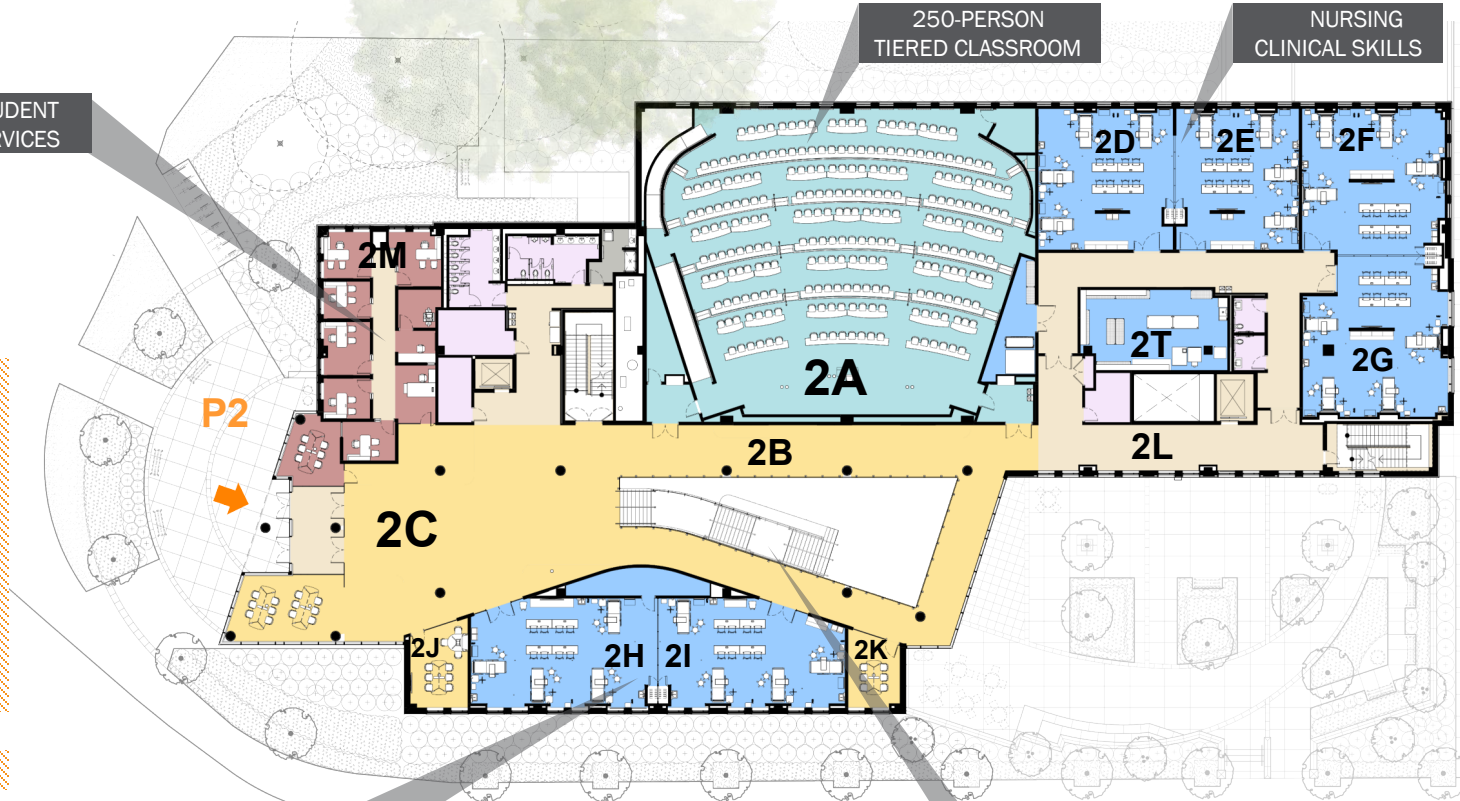 250-PERSON
TIERED CLASSROOM
NURSING
CLINICAL SKILLS
UDENT
VICES
2D
2E
2F
2M
2A
2T
2G
P2
2B
2L
2C
2J
2H
2I
2K